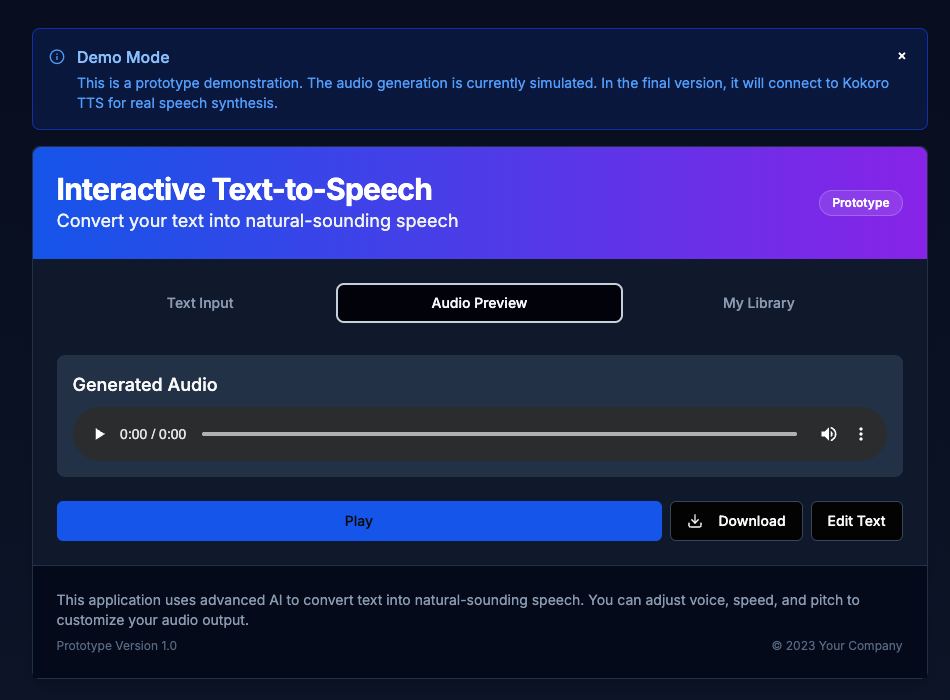 Demo Mode
This is a prototype demonstration. The audio generation is currently simulated. In the final version, it will connect to Kokoro
TTS for real speech synthesis.
Interactive Text-to-Speech
Convert your text into natural-sounding speech
Prototype
Text Input
Audio Preview
My Library
Generated Audio
0:00 / 0:00
Play
Download
Edit Text
This application uses advanced AI to convert text into natural-sounding speech. You can adjust voice, speed, and pitch to
customize your audio output.
Prototype Version 1.0
© 2023 Your Company